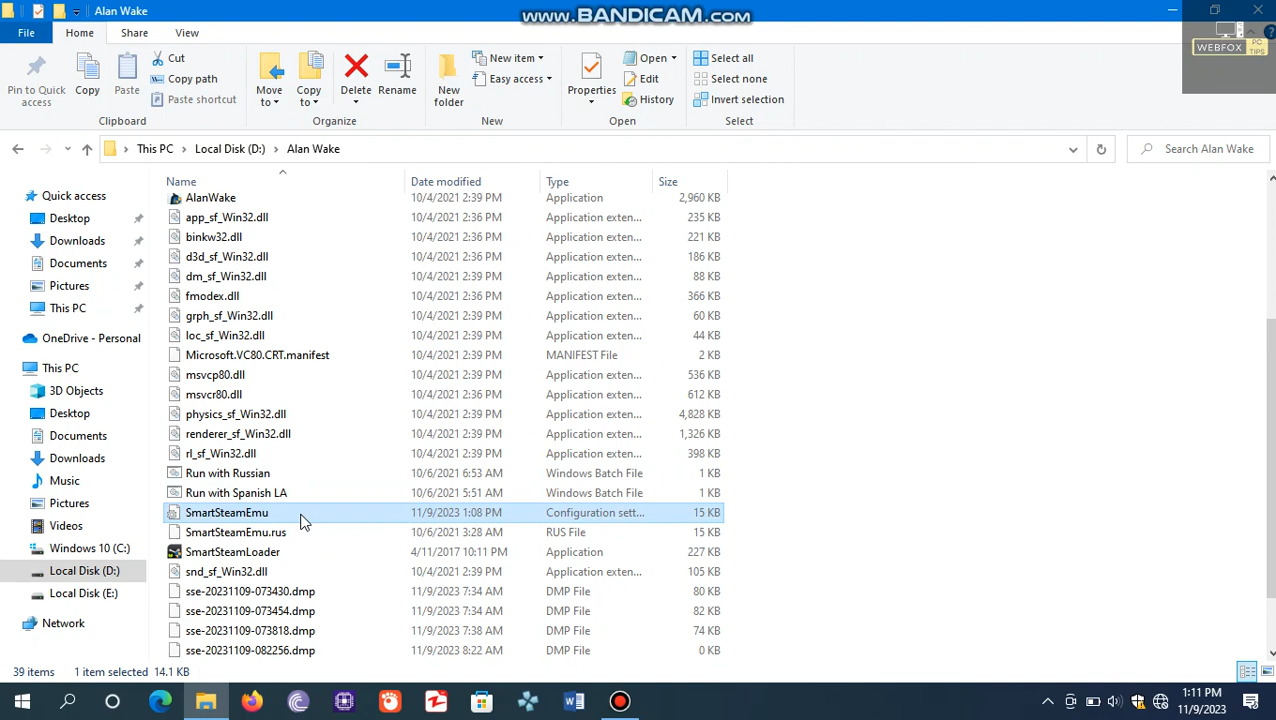 Alan Wake
www.BANDICAM.com
File
Home
Share
View
WEBFOX
PC
TIPS
Pin to Quick
access
Copy
Paste
Cut
Copy path
Paste shortcut
Clipboard
Move
to
Copy
to
Delete
Rename
Organize
New
folder
New item
Easy access
New
Properties
Open
Edit
History
Open
Select all
Select none
Invert selection
Select
This PC
Local Disk (D:)
Alan Wake
Search Alan Wake
Quick access
Desktop
Downloads
Documents
Pictures
This PC
OneDrive - Personal
This PC
3D Objects
Desktop
Documents
Downloads
Music
Pictures
Videos
Windows 10 (C:)
Local Disk (D:)
Local Disk (E:)
Network
Name Date modified Type Size
AlanWake 10/4/2021 2:39 PM Application 2,960 KB
app_sf_Win32.dll 10/4/2021 2:36 PM Application exten... 235 KB
binkw32.dll 10/4/2021 2:36 PM Application exten... 221 KB
d3d_sf_Win32.dll 10/4/2021 2:36 PM Application exten... 186 KB
dm_sf_Win32.dll 10/4/2021 2:39 PM Application exten... 88 KB
fmodex.dll 10/4/2021 2:36 PM Application exten... 366 KB
grph_sf_Win32.dll 10/4/2021 2:39 PM Application exten... 60 KB
loc_sf_Win32.dll 10/4/2021 2:39 PM Application exten... 44 KB
Microsoft.VC80.CRT.manifest 10/4/2021 2:39 PM MANIFEST File 2 KB
msvcp80.dll 10/4/2021 2:39 PM Application exten... 536 KB
msvcr80.dll 10/4/2021 2:36 PM Application exten... 612 KB
physics_sf_Win32.dll 10/4/2021 2:39 PM Application exten... 4,828 KB
renderer_sf_Win32.dll 10/4/2021 2:39 PM Application exten... 1,326 KB
rl_sf_Win32.dll 10/4/2021 2:39 PM Application exten... 398 KB
Run with Russian 10/6/2021 6:53 AM Windows Batch File 1 KB
Run with Spanish LA 10/6/2021 5:51 AM Windows Batch File 1 KB
SmartSteamEmu 11/9/2023 1:08 PM Configuration sett... 15 KB
SmartSteamEmu.rus 10/6/2021 3:28 AM RUS File 15 KB
SmartSteamLoader 4/11/2017 10:11 PM Application 227 KB
snd_sf_Win32.dll 10/4/2021 2:39 PM Application exten... 105 KB
sse-20231109-073430.dmp 11/9/2023 7:34 AM DMP File 80 KB
sse-20231109-073454.dmp 11/9/2023 7:34 AM DMP File 82 KB
sse-20231109-073818.dmp 11/9/2023 7:38 AM DMP File 74 KB
sse-20231109-082256.dmp 11/9/2023 8:22 AM DMP File 0 KB
39 items 1 item selected 14.1 KB
1:11 PM
11/9/2023